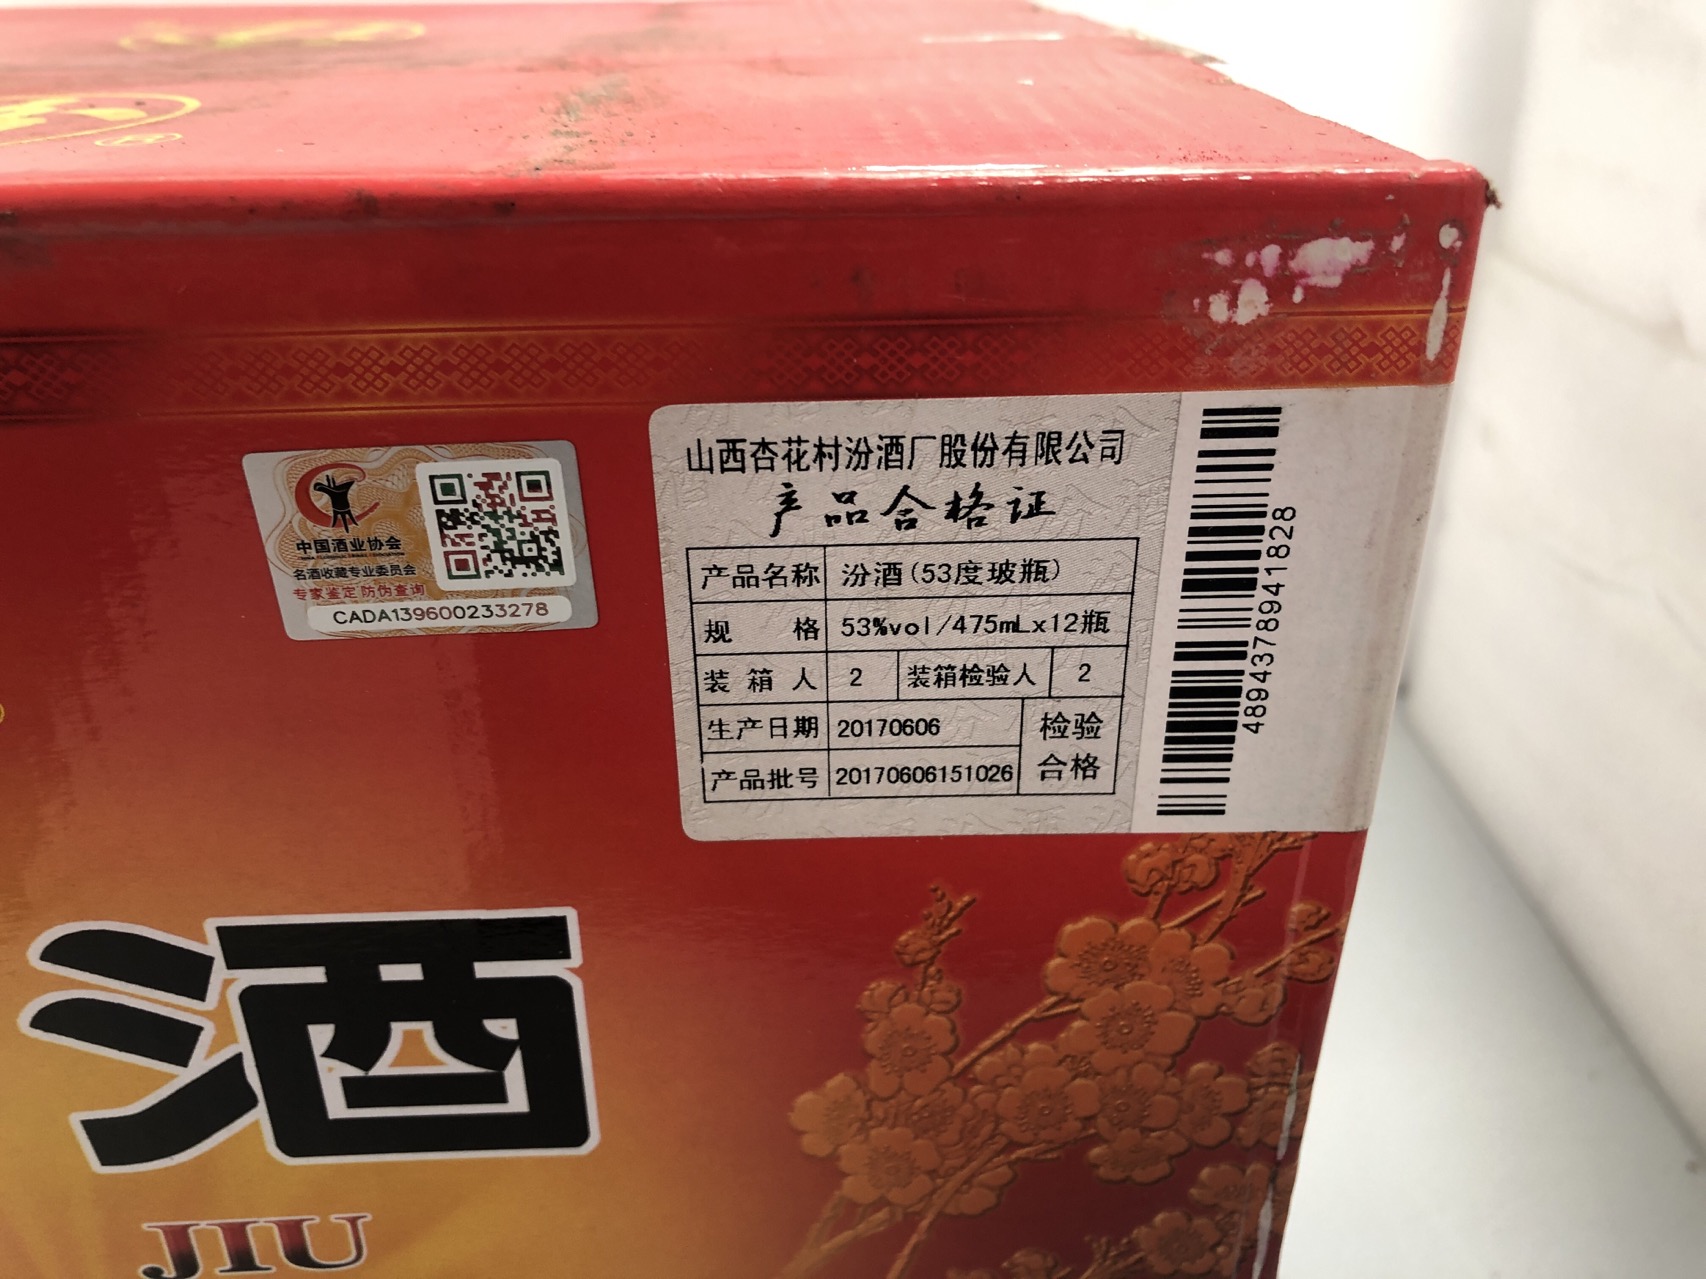 ®
中国酒业协会
名酒收藏专业委员会
专家鉴定 防伪查询
CADA139600233278
山西杏花村汾酒厂股份有限公司
产品合格证
产品名称 汾酒(53度玻瓶)
规 格 53%vol/475mLx12瓶
装 箱 人 2 装箱检验人 2
生产日期 20170606 检验
产品批号 20170606151026 合格
4894378941828
酒
JIU